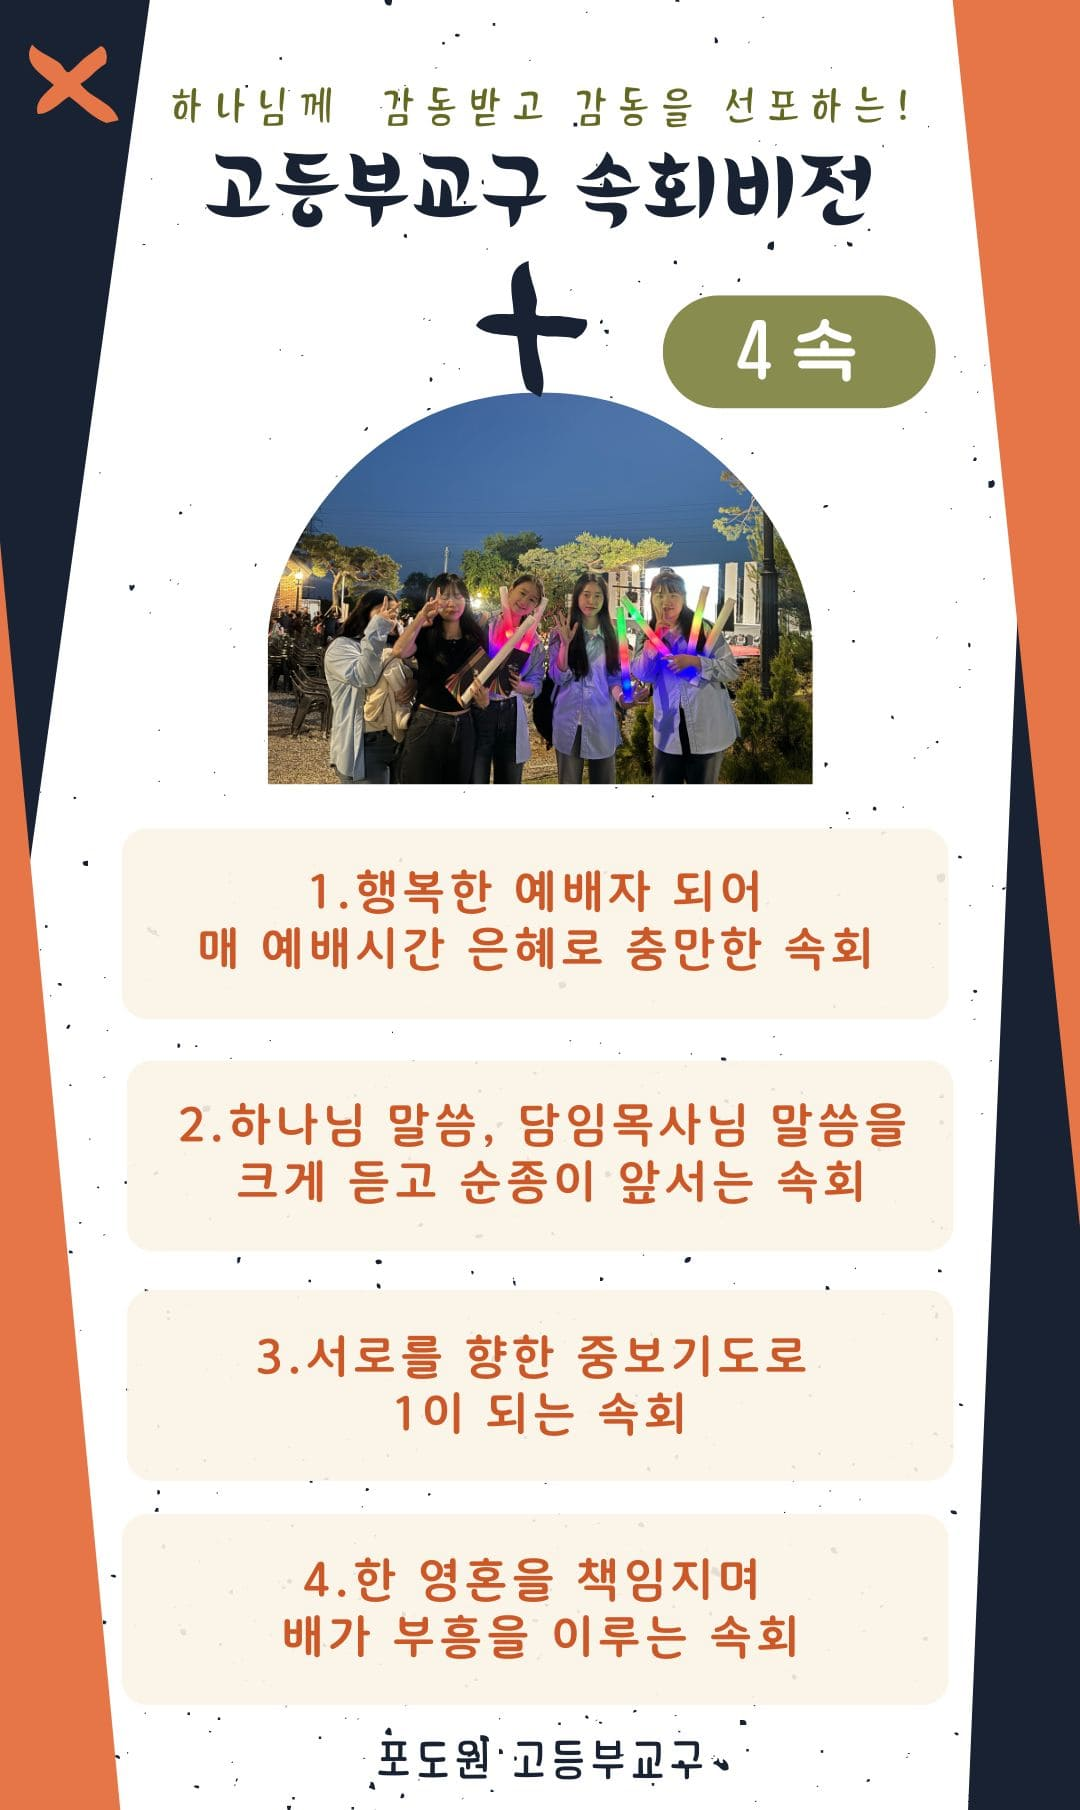 하나님께 감동받고 감동을 선포하는!
고등부교구 속회비전
4속
1.행복한 예배자 되어
매 예배시간 은혜로 충만한 속회
2.하나님 말씀, 담임목사님 말씀을
크게 듣고 순종이 앞서는 속회
3.서로를 향한 중보기도로
1이 되는 속회
4.한 영혼을 책임지며
배가 부흥을 이루는 속회
포도원 고등부교구